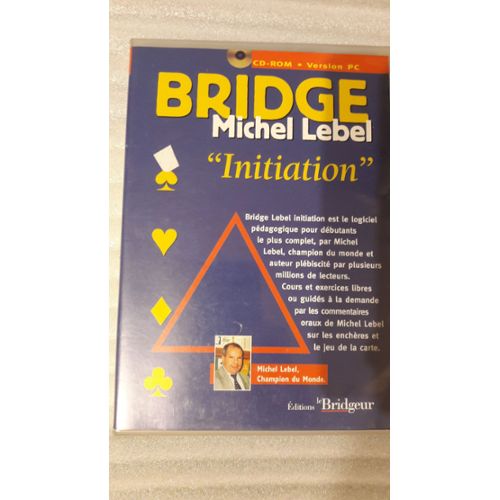 CD-ROM • Version PC
BRIDGE
Michel Lebel
“Initiation”
Bridge Lebel initiation est le logiciel
pédagogique pour débutants
le plus complet, par Michel
Lebel, champion du monde et
auteur plébiscité par plusieurs
millions de lecteurs.
Cours et exercices libres
ou guidés à la demande
par les commentaires
oraux de Michel Lebel
sur les enchères et
le jeu de la carte.
Michel Lebel,
Champion du Monde.
Éditions le Bridgeur